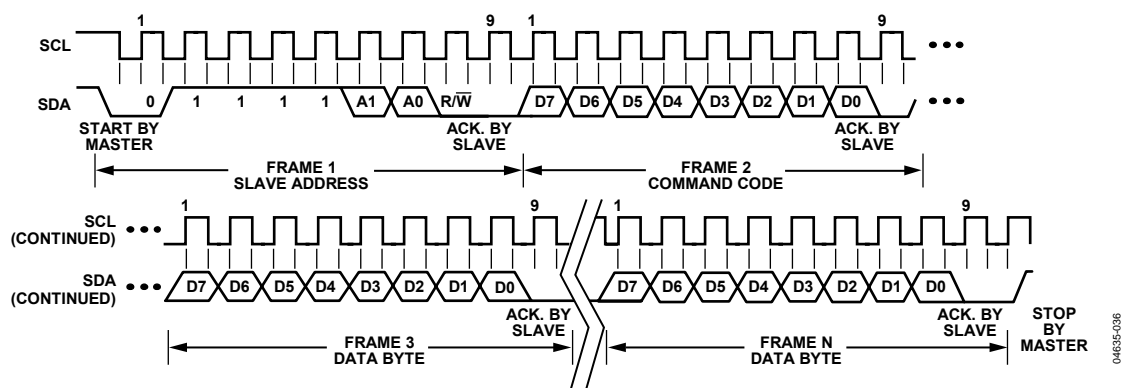 1 9 1 9
SCL
SDA 0 1 1 1 1 A1 A0 R/W D7 D6 D5 D4 D3 D2 D1 D0
START BY
MASTER
ACK. BY
SLAVE
ACK. BY
SLAVE
FRAME 1
SLAVE ADDRESS
FRAME 2
COMMAND CODE
1 9 1 9
SCL
(CONTINUED)
SDA
(CONTINUED)
D7 D6 D5 D4 D3 D2 D1 D0 D7 D6 D5 D4 D3 D2 D1 D0
ACK. BY
SLAVE
ACK. BY
SLAVE
STOP
BY
MASTER
FRAME 3
DATA BYTE
FRAME N
DATA BYTE
04635-036